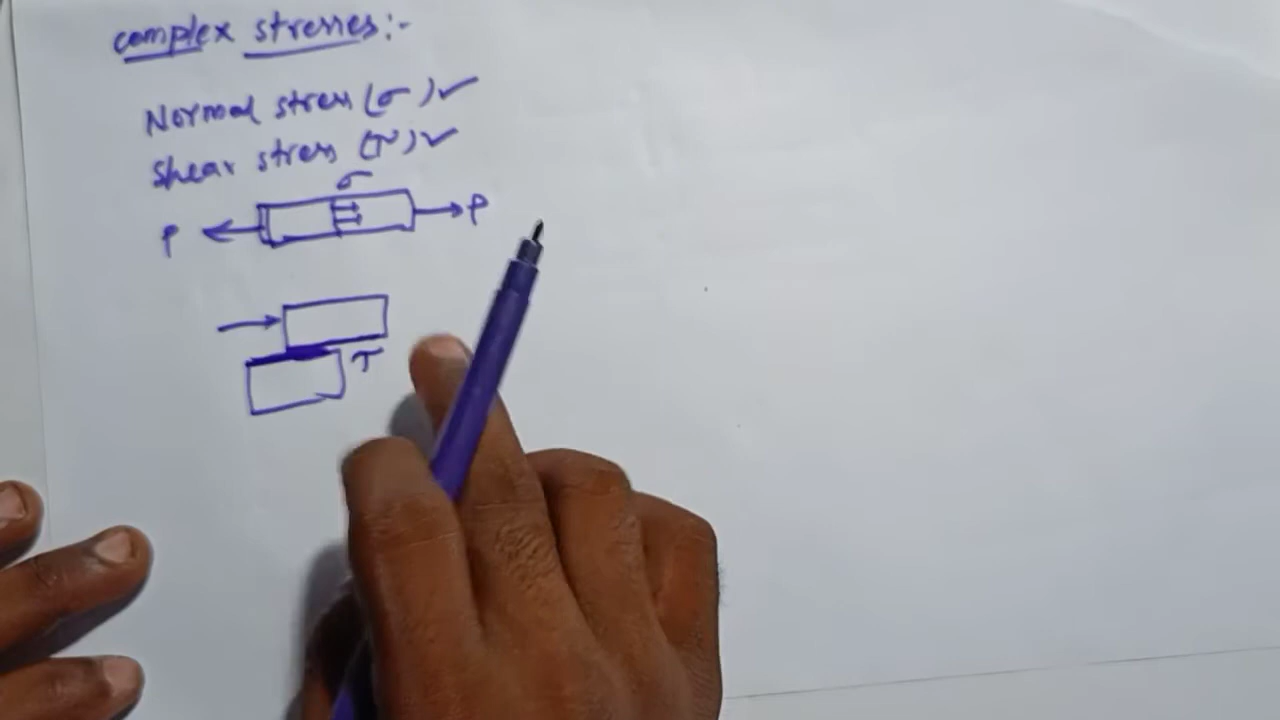 complex stresses:-
Normal stress (σ) ✓
Shear stress (τ) ✓
σ
P P
τ